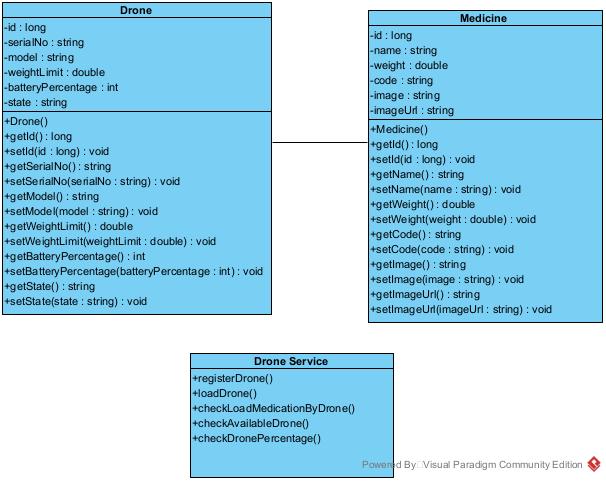 Drone
-id : long
-serialNo : string
-model : string
-weightLimit : double
-batteryPercentage : int
-state : string
+Drone()
+getId() : long
+setId(id : long) : void
+getSerialNo() : string
+setSerialNo(serialNo : string) : void
+getModel() : string
+setModel(model : string) : void
+getWeightLimit() : double
+setWeightLimit(weightLimit : double) : void
+getBatteryPercentage() : int
+setBatteryPercentage(batteryPercentage : int) : void
+getState() : string
+setState(state : string) : void
Medicine
-id : long
-name : string
-weight : double
-code : string
-image : string
-imageUrl : string
+Medicine()
+getId() : long
+setId(id : long) : void
+getName() : string
+setName(name : string) : void
+getWeight() : double
+setWeight(weight : double) : void
+getCode() : string
+setCode(code : string) : void
+getImage() : string
+setImage(image : string) : void
+getImageUrl() : string
+setImageUrl(imageUrl : string) : void
Drone Service
+registerDrone()
+loadDrone()
+checkLoadMedicationByDrone()
+checkAvailableDrone()
+checkDronePercentage()
Powered By Visual Paradigm Community Edition